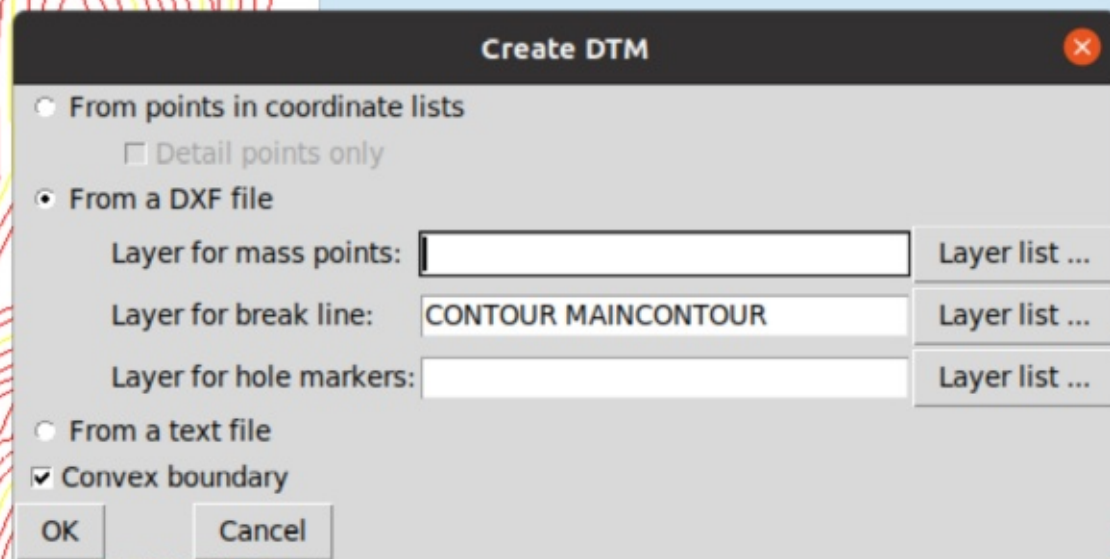 Create DTM
From points in coordinate lists
Detail points only
From a DXF file
Layer for mass points: Layer list ...
Layer for break line: CONTOUR MAINCONTOUR Layer list ...
Layer for hole markers: Layer list ...
From a text file
Convex boundary
OK Cancel